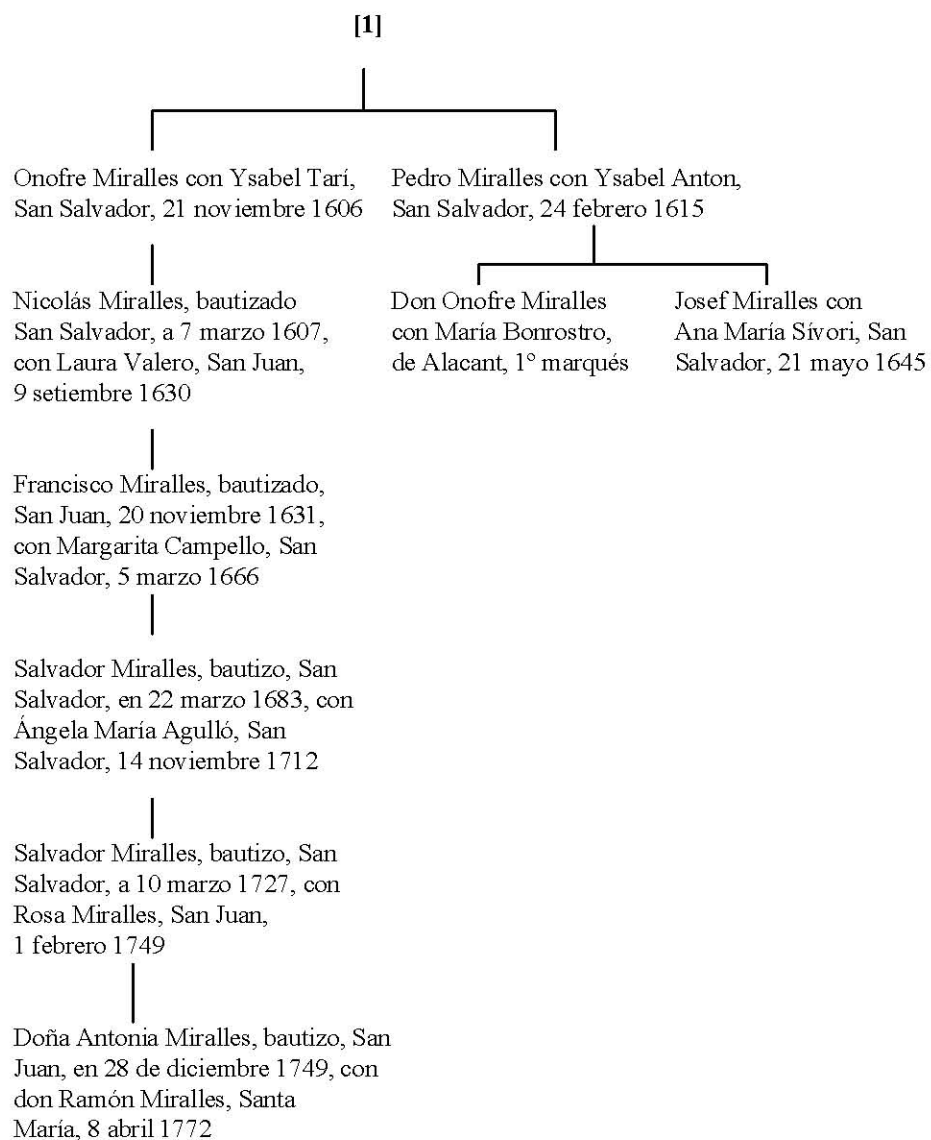 [1]
Onofre Miralles con Ysabel Tarí,
San Salvador, 21 noviembre 1606
Pedro Miralles con Ysabel Anton,
San Salvador, 24 febrero 1615
Nicolás Miralles, bautizado
San Salvador, a 7 marzo 1607,
con Laura Valero, San Juan,
9 setiembre 1630
Don Onofre Miralles
con María Bonrostro,
de Alacant, 1° marqués
Josef Miralles con
Ana María Sívori, San
Salvador, 21 mayo 1645
Francisco Miralles, bautizado,
San Juan, 20 noviembre 1631,
con Margarita Campello, San
Salvador, 5 marzo 1666
Salvador Miralles, bautizo, San
Salvador, en 22 marzo 1683, con
Ángela María Agulló, San
Salvador, 14 noviembre 1712
Salvador Miralles, bautizo, San
Salvador, a 10 marzo 1727, con
Rosa Miralles, San Juan,
1 febrero 1749
Doña Antonia Miralles, bautizo, San
Juan, en 28 de diciembre 1749, con
don Ramón Miralles, Santa
María, 8 abril 1772